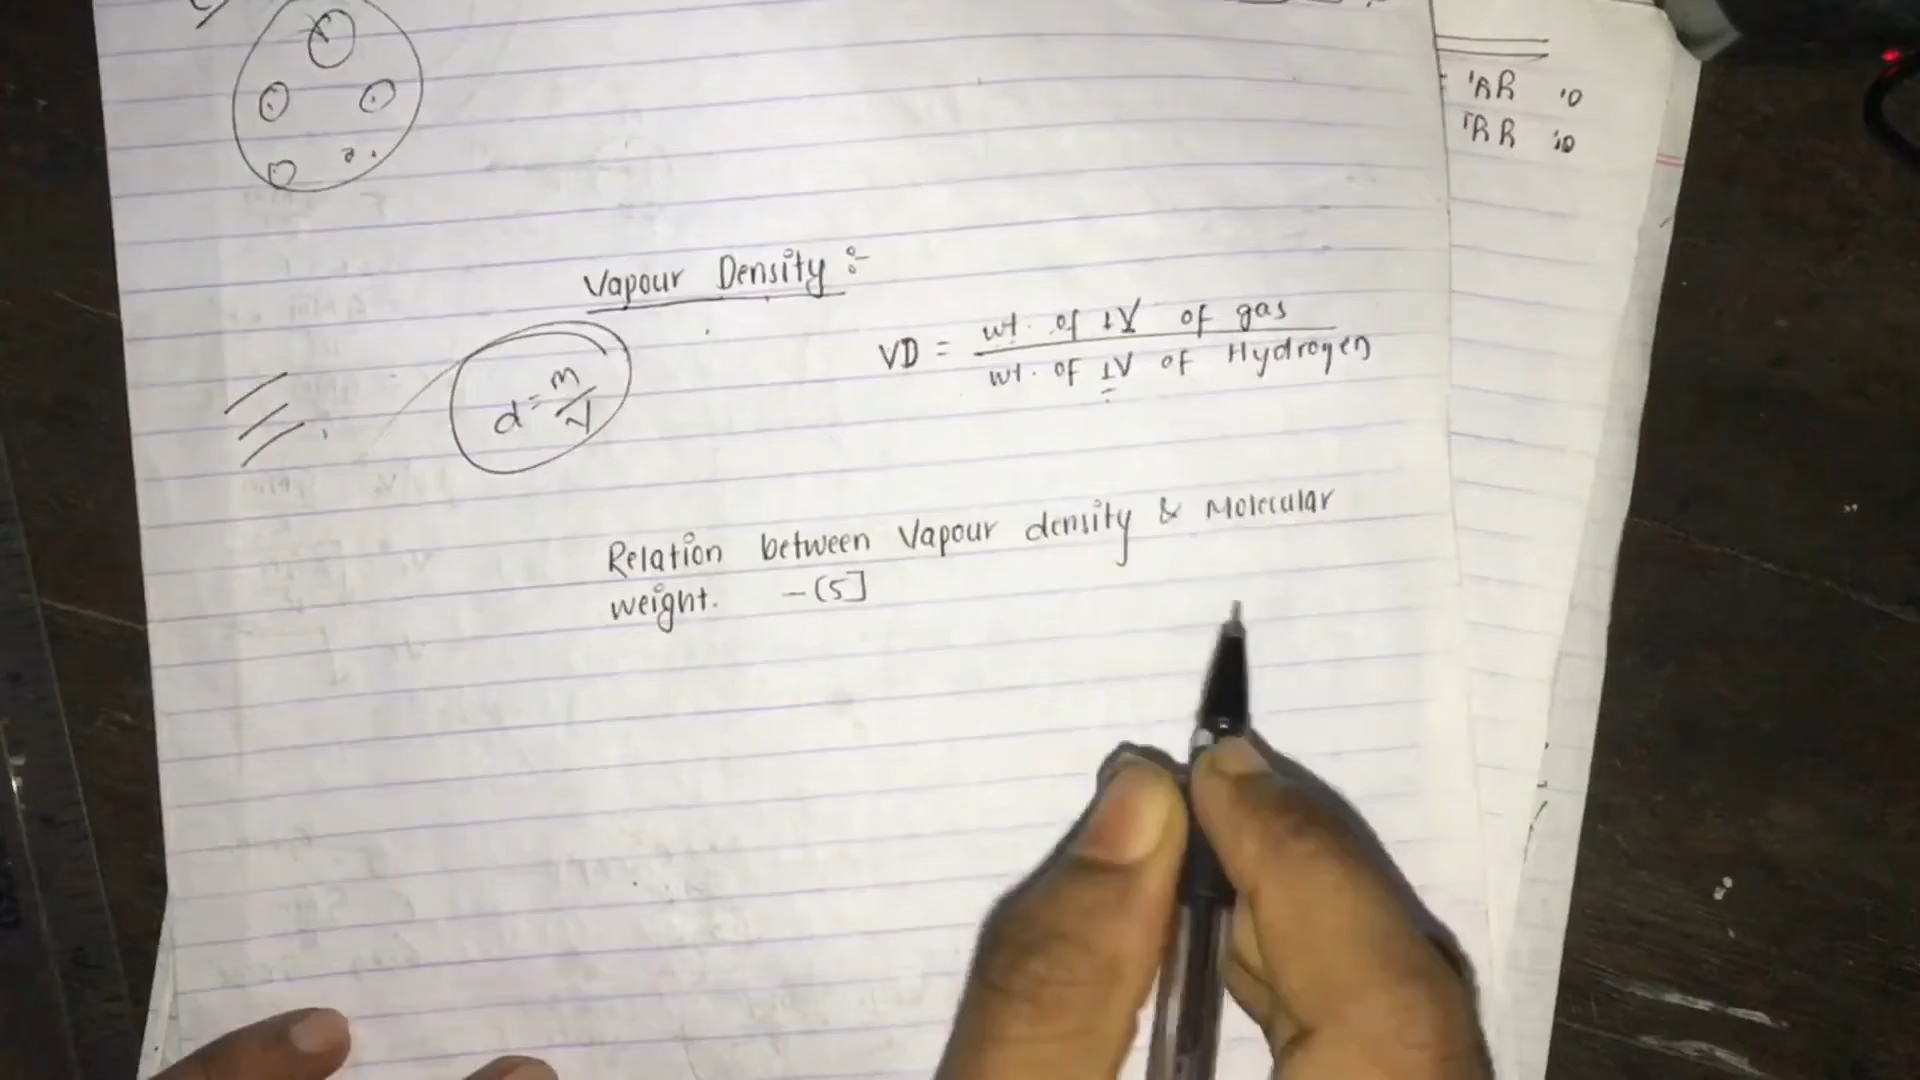 Vapour Density :-
d = m/V
VD = wt. of 1V of gas / wt. of 1V of Hydrogen
Relation between Vapour density & Molecular
weight. - (5]